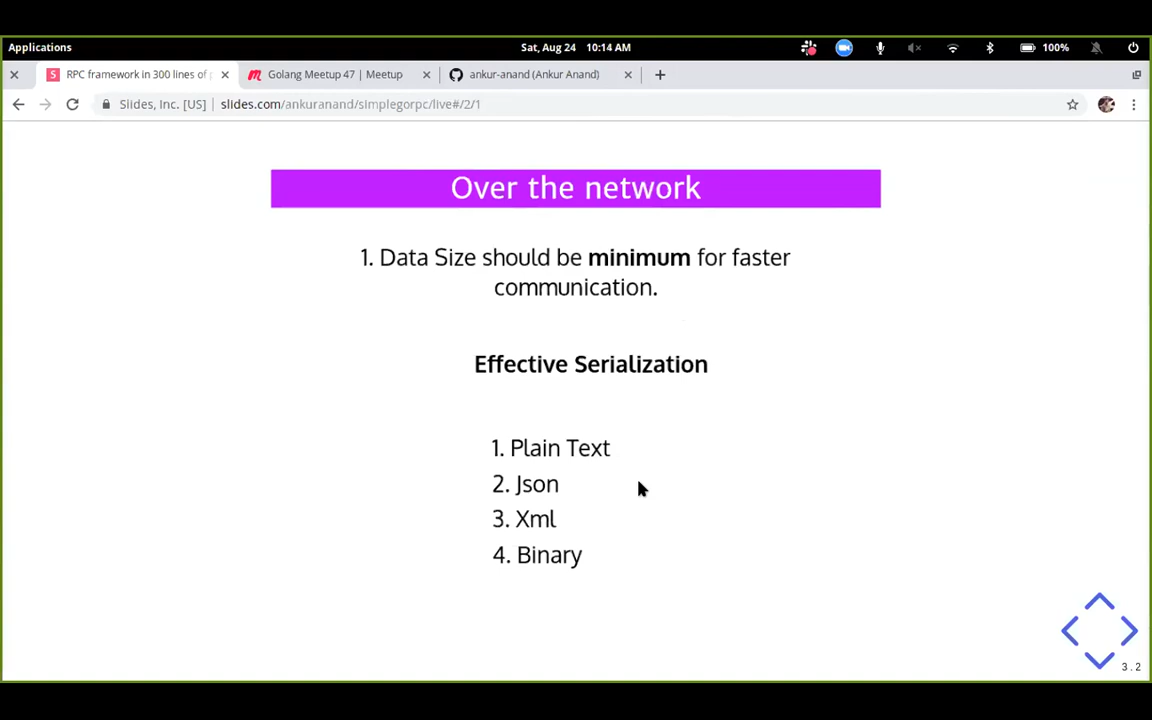 Applications
Sat, Aug 24 10:14 AM
100%
RPC framework in 300 lines of
Golang Meetup 47 | Meetup
ankur-anand (Ankur Anand)
Slides, Inc. [US] | slides.com/ankuranand/simplegorpc/live#/2/1
Over the network
1. Data Size should be minimum for faster
communication.
Effective Serialization
1. Plain Text
2. Json
3. Xml
4. Binary
3.2